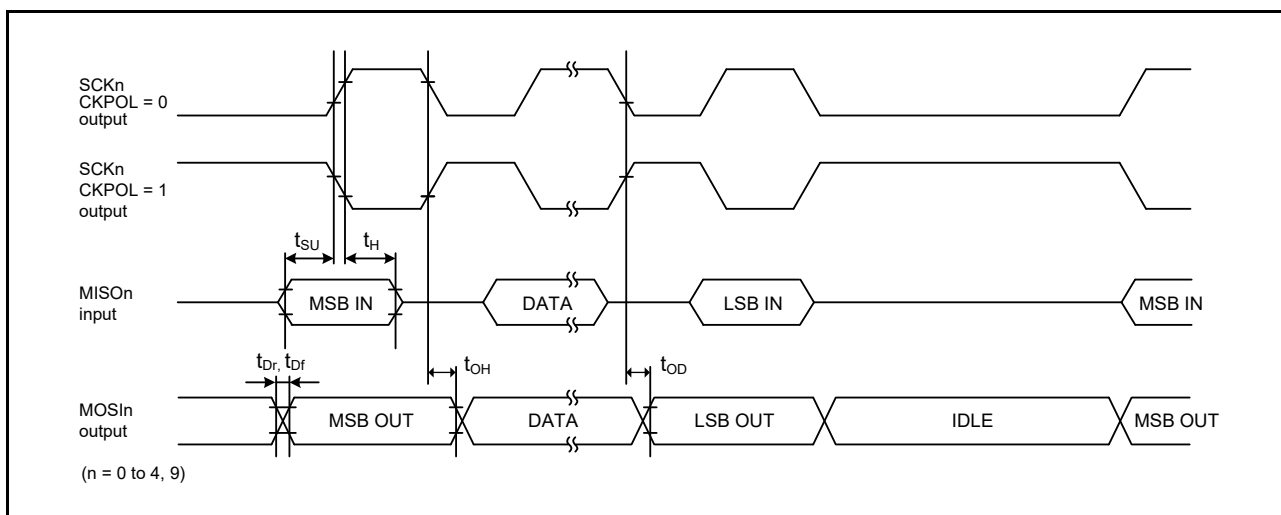 SCKn
CKPOL = 0
output
SCKn
CKPOL = 1
output
tSU
tH
MISOn
input
MSB IN
DATA
LSB IN
MSB IN
tDr, tDf
tOH
tOD
MOSIn
output
MSB OUT
DATA
LSB OUT
IDLE
MSB OUT
(n = 0 to 4, 9)